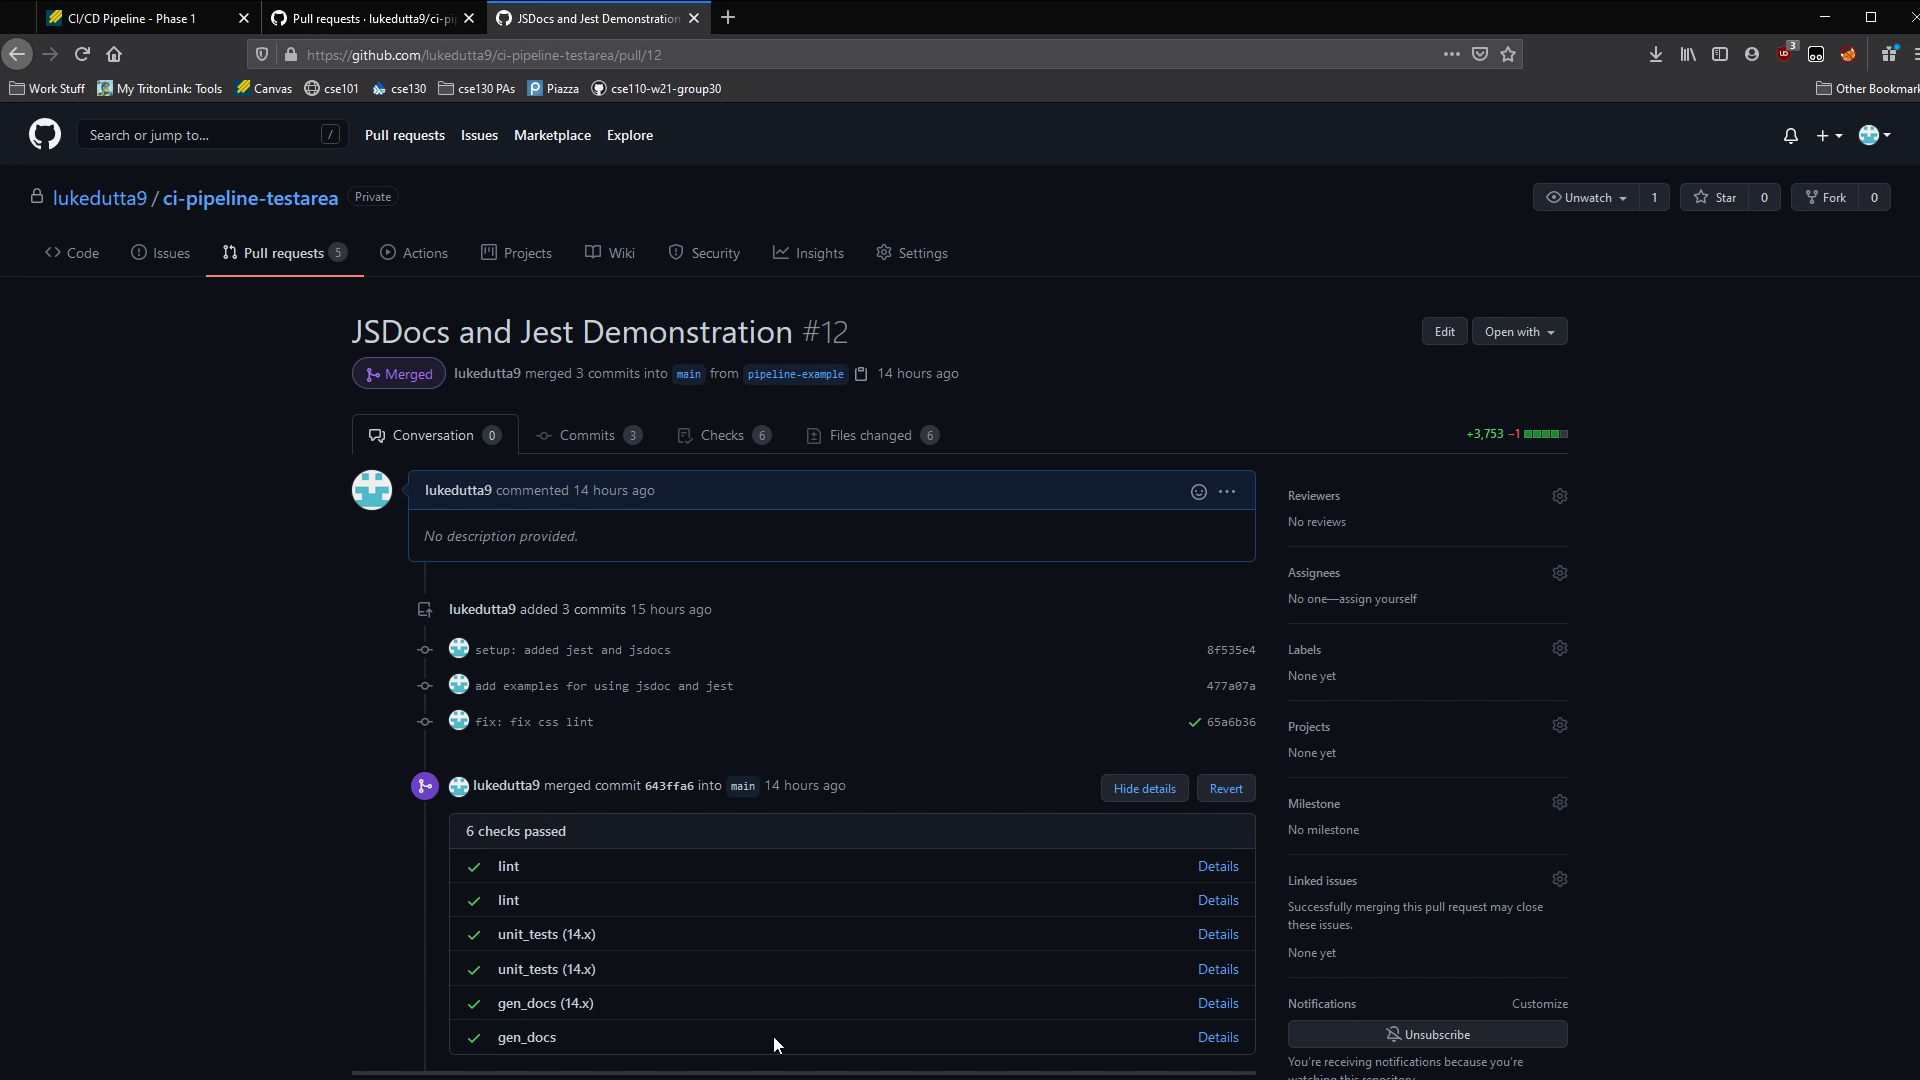 CI/CD Pipeline - Phase 1
Pull requests · lukedutta9/ci-pi
JSDocs and Jest Demonstration
https://github.com/lukedutta9/ci-pipeline-testarea/pull/12
3
Work Stuff
My TritonLink: Tools
Canvas
cse101
cse130
cse130 PAs
Piazza
cse110-w21-group30
Other Bookmark
Search or jump to... /
Pull requests
Issues
Marketplace
Explore
lukedutta9 / ci-pipeline-testarea Private
Unwatch 1
Star 0
Fork 0
Code
Issues
Pull requests 5
Actions
Projects
Wiki
Security
Insights
Settings
JSDocs and Jest Demonstration #12
Edit
Open with
Merged lukedutta9 merged 3 commits into main from pipeline-example 14 hours ago
Conversation 0
Commits 3
Checks 6
Files changed 6
+3,753 −1
lukedutta9 commented 14 hours ago
No description provided.
lukedutta9 added 3 commits 15 hours ago
setup: added jest and jsdocs 8f535e4
add examples for using jsdoc and jest 477a07a
fix: fix css lint 65a6b36
lukedutta9 merged commit 643ffa6 into main 14 hours ago
Hide details
Revert
6 checks passed
lint Details
lint Details
unit_tests (14.x) Details
unit_tests (14.x) Details
gen_docs (14.x) Details
gen_docs Details
Reviewers
No reviews
Assignees
No one—assign yourself
Labels
None yet
Projects
None yet
Milestone
No milestone
Linked issues
Successfully merging this pull request may close
these issues.
None yet
Notifications Customize
Unsubscribe
You're receiving notifications because you're
watching this repository.